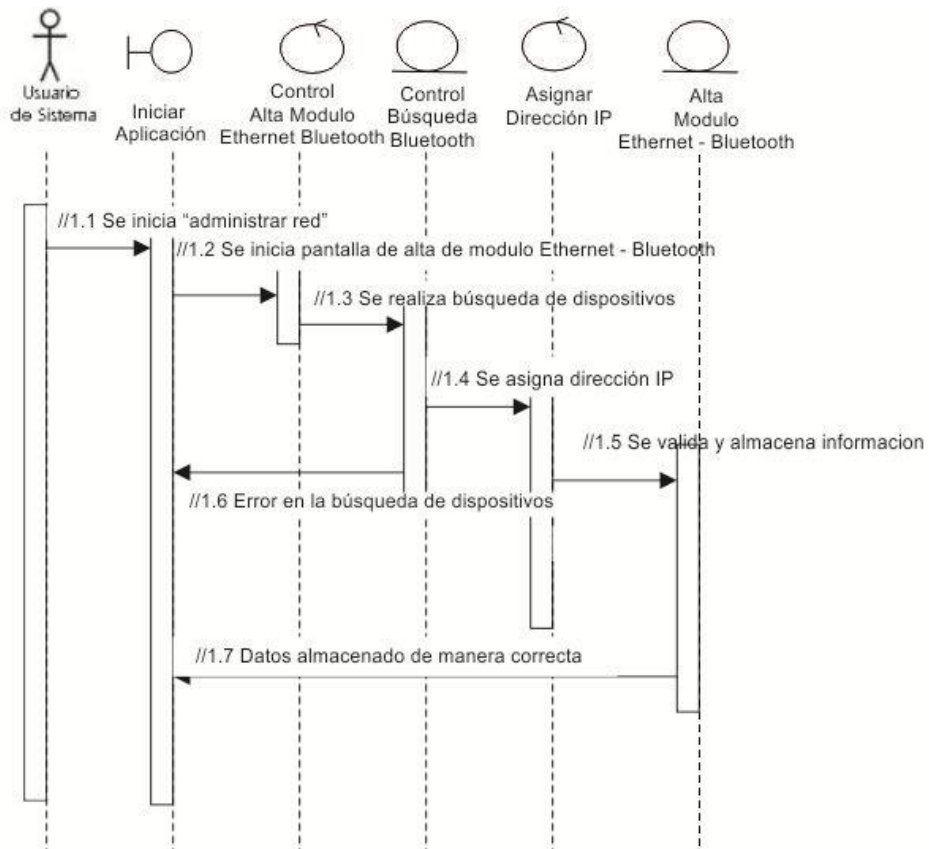 Usuario
de Sistema
Iniciar
Aplicación
Control
Alta Modulo
Ethernet Bluetooth
Control
Búsqueda
Bluetooth
Asignar
Dirección IP
Alta
Modulo
Ethernet - Bluetooth
//1.1 Se inicia “administrar red”
//1.2 Se inicia pantalla de alta de modulo Ethernet - Bluetooth
//1.3 Se realiza búsqueda de dispositivos
//1.4 Se asigna dirección IP
//1.5 Se valida y almacena informacion
//1.6 Error en la búsqueda de dispositivos
//1.7 Datos almacenado de manera correcta